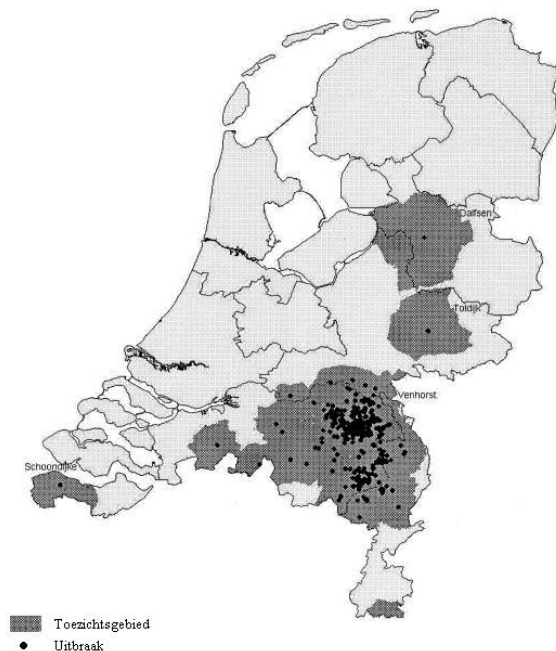 Dalfsen
Toldijk
Venhorst
Schoondijke
Toezichtsgebied
Uitbraak